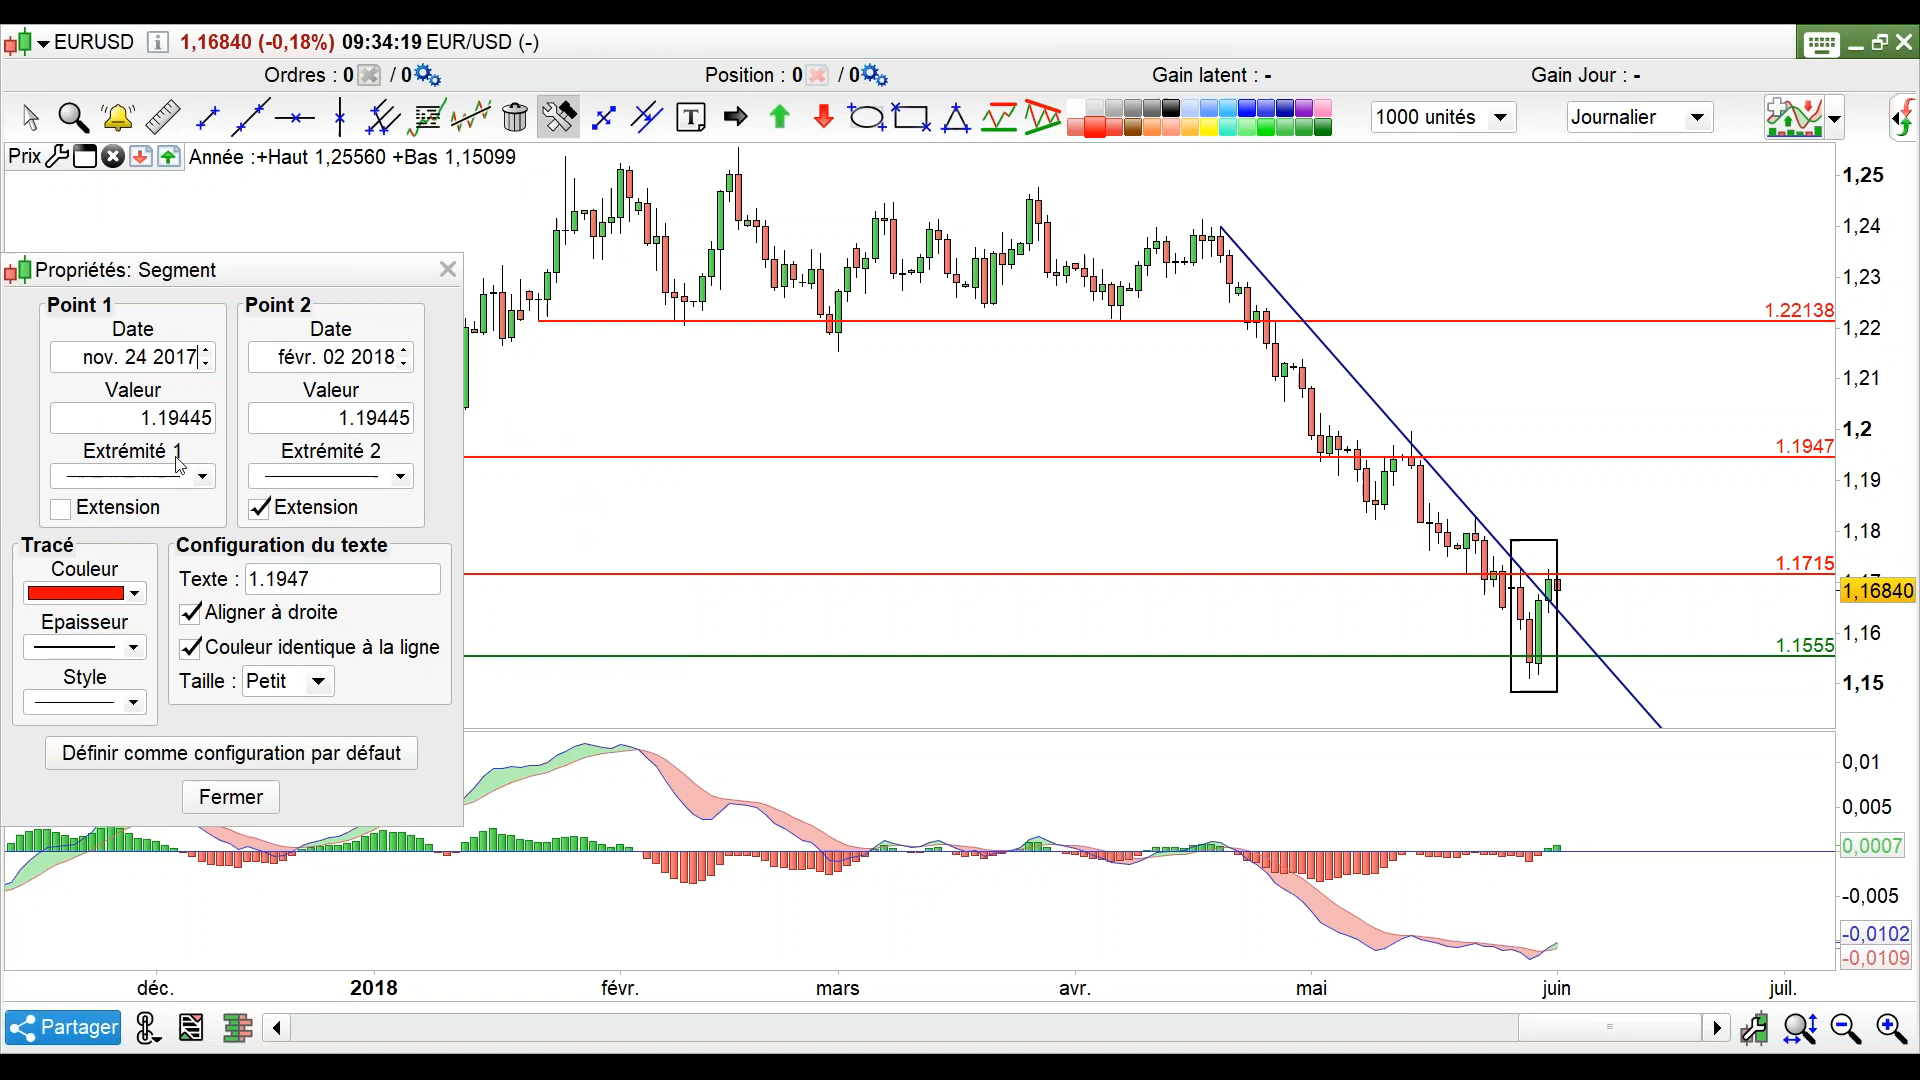 EURUSD 1,16840 (-0,18%) 09:34:19 EUR/USD (-)
Ordres : 0 / 0 Position : 0 / 0 Gain latent : - Gain Jour : -
T 1000 unités Journalier
Prix Année :+Haut 1,25560 +Bas 1,15099
1,25
1,24
1,23
1.22138
1,22
1,21
1,2
1.1947
1,19
1,18
1.1715
1,16840
1,16
1.1555
1,15
Propriétés: Segment
Point 1 Point 2
Date Date
nov. 24 2017 févr. 02 2018
Valeur Valeur
1.19445 1.19445
Extrémité 1 Extrémité 2
Extension Extension
Tracé Configuration du texte
Couleur
Texte : 1.1947
Aligner à droite
Epaisseur
Couleur identique à la ligne
Style
Taille : Petit
Définir comme configuration par défaut
Fermer
0,01
0,005
0,0007
-0,005
-0,0102
-0,0109
déc. 2018 févr. mars avr. mai juin juil.
Partager